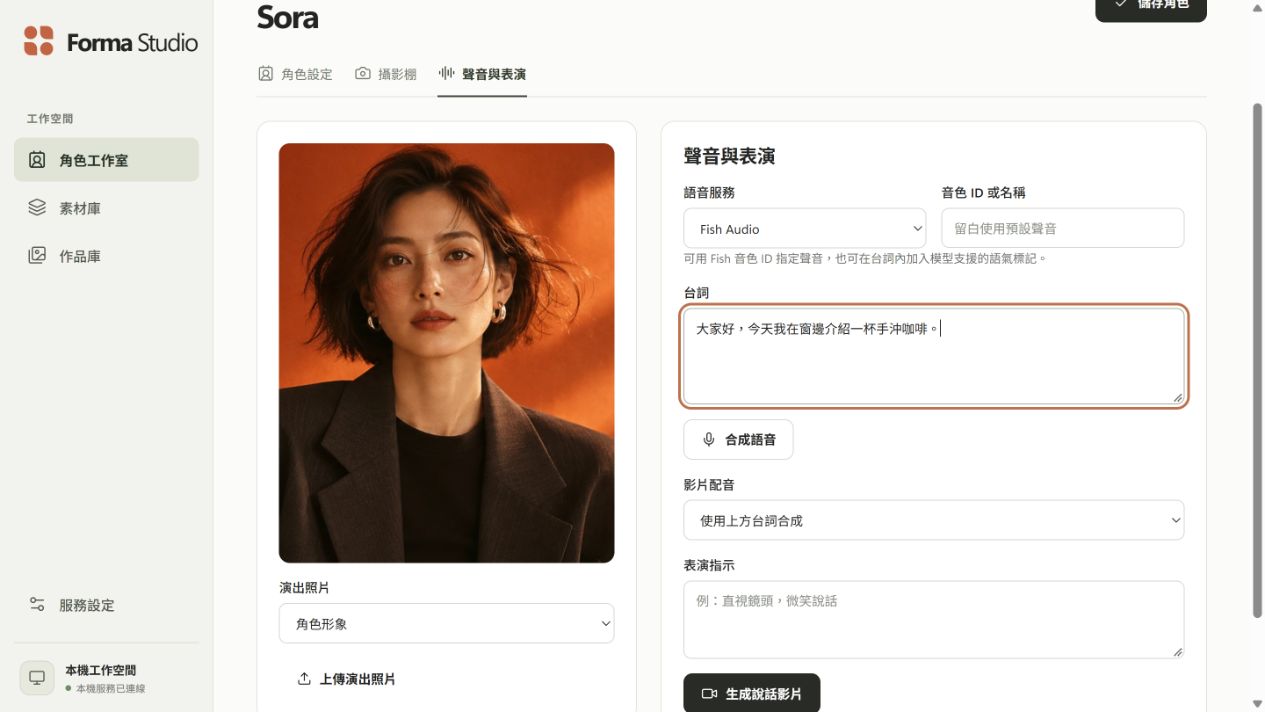 Forma Studio
工作空間
角色工作室
素材庫
作品庫
服務設定
本機工作空間
本機服務已連線
Sora
儲存角色
角色設定
攝影棚
聲音與表演
演出照片
角色形象
上傳演出照片
聲音與表演
語音服務
音色 ID 或名稱
Fish Audio
留白使用預設聲音
可用 Fish 音色 ID 指定聲音，也可在台詞內加入模型支援的語氣標記。
台詞
大家好，今天我在窗邊介紹一杯手沖咖啡。
合成語音
影片配音
使用上方台詞合成
表演指示
例：直視鏡頭，微笑說話
生成說話影片